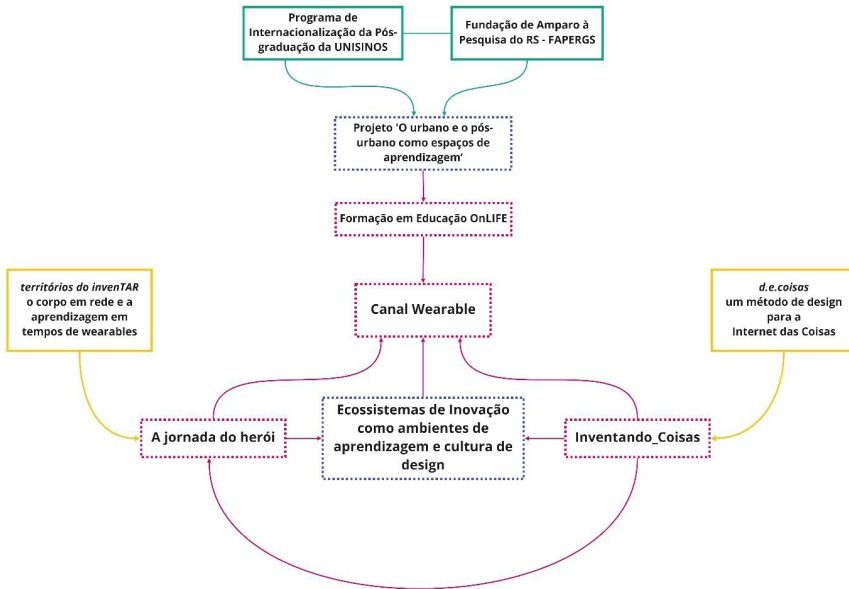 Programa de
Internacionalização da Pós-
graduação da UNISINOS
Fundação de Amparo à
Pesquisa do RS - FAPERGS
Projeto 'O urbano e o pós-
urbano como espaços de
aprendizagem’
Formação em Educação OnLIFE
territórios do invenTAR
o corpo em rede e a
aprendizagem em
tempos de wearables
Canal Wearable
d.e.coisas
um método de design
para a
Internet das Coisas
A jornada do herói
Ecossistemas de Inovação
como ambientes de
aprendizagem e cultura de
design
Inventando_Coisas